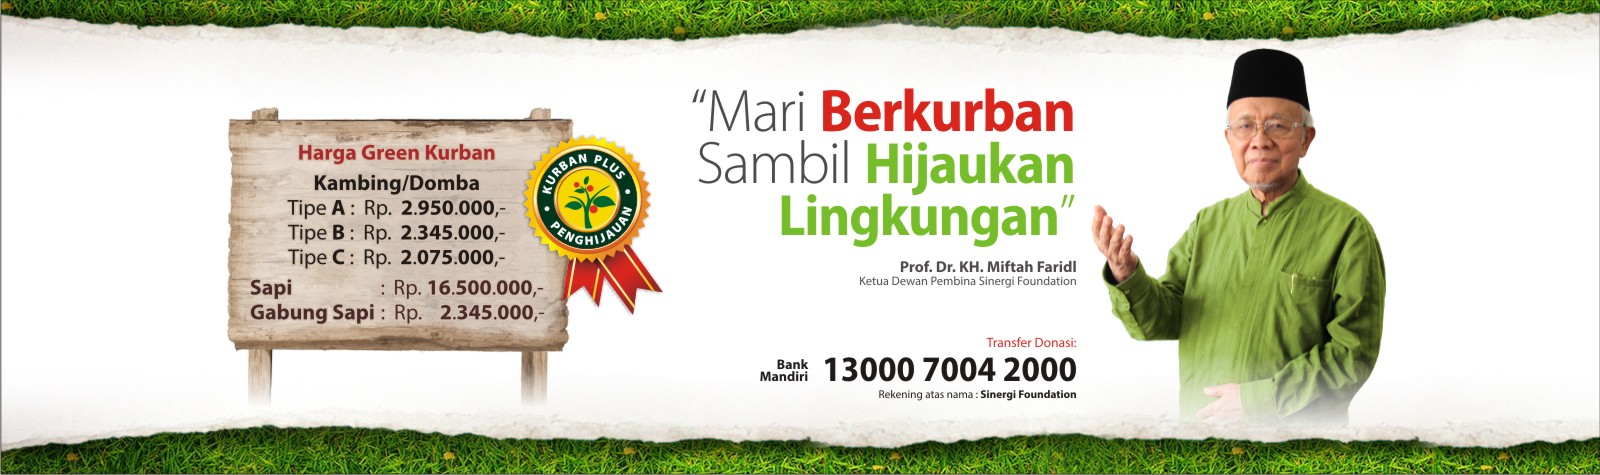 Harga Green Kurban
Kambing/Domba
Tipe A : Rp. 2.950.000,-
Tipe B : Rp. 2.345.000,-
Tipe C : Rp. 2.075.000,-
Sapi : Rp. 16.500.000,-
Gabung Sapi : Rp. 2.345.000,-
KURBAN PLUS
PENGHIJAUAN
“Mari Berkurban
Sambil Hijaukan
Lingkungan”
Prof. Dr. KH. Miftah Faridl
Ketua Dewan Pembina Sinergi Foundation
Transfer Donasi:
Bank
Mandiri
13000 7004 2000
Rekening atas nama : Sinergi Foundation